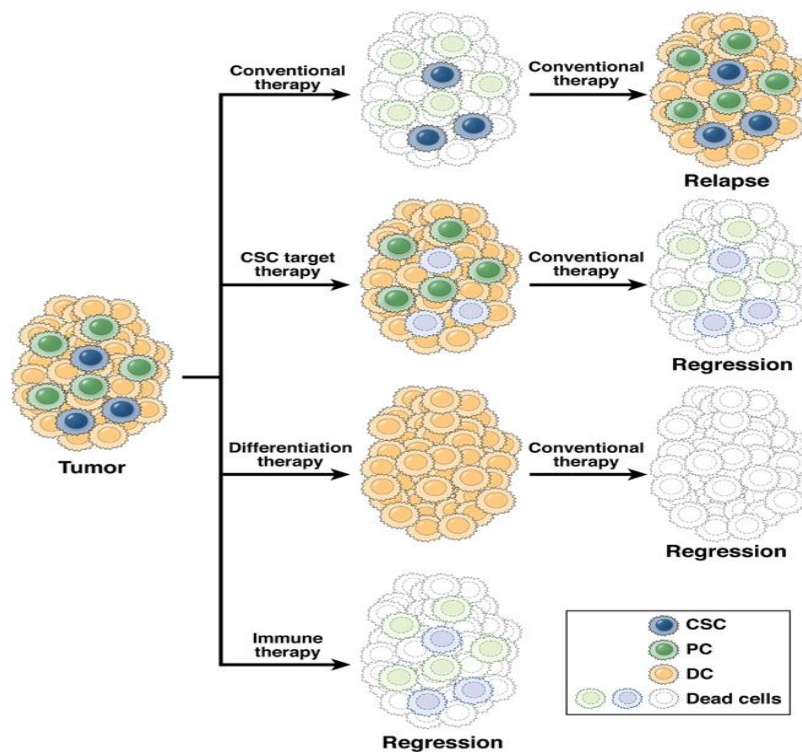 Conventional
therapy
Conventional
therapy
Relapse
CSC target
therapy
Conventional
therapy
Regression
Tumor
Differentiation
therapy
Conventional
therapy
Regression
Immune
therapy
Regression
CSC
PC
DC
Dead cells